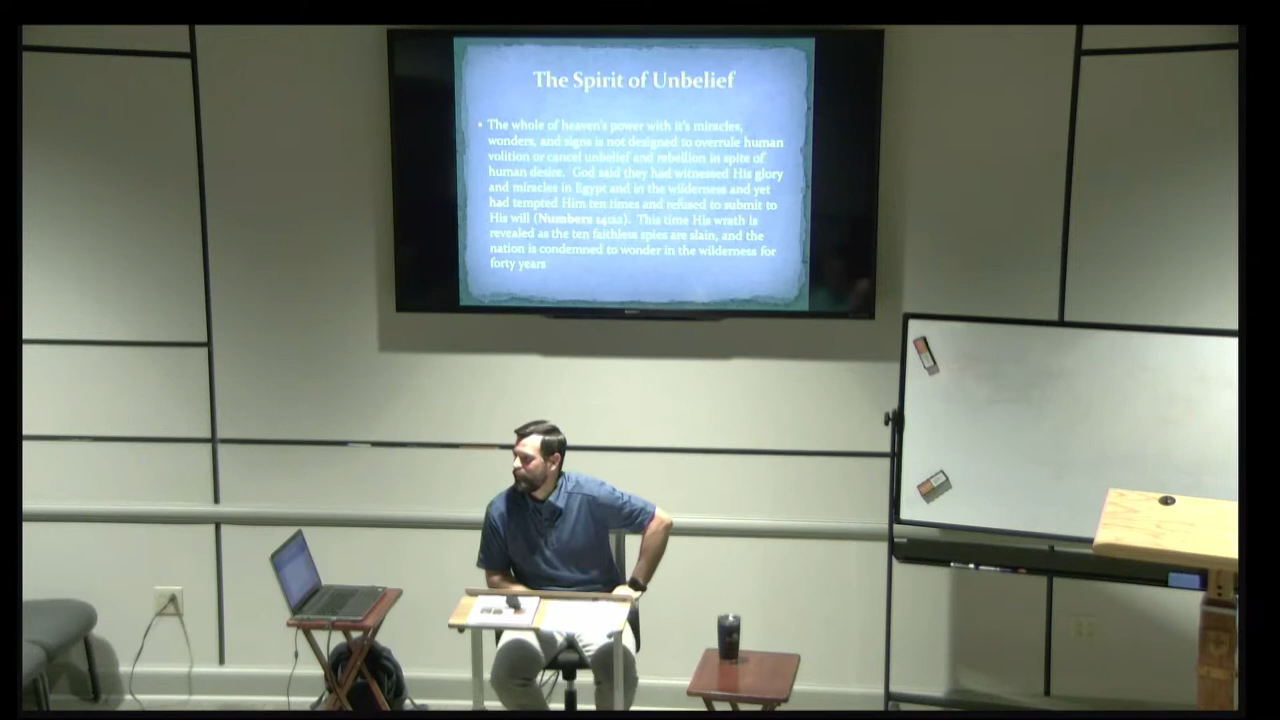 The Spirit of Unbelief
• The whole of heaven's power with it's miracles,
wonders, and signs is not designed to overrule human
volition or cancel unbelief and rebellion in spite of
human desire. God said they had witnessed His glory
and miracles in Egypt and in the wilderness and yet
had tempted Him ten times and refused to submit to
His will (Numbers 14:22). This time His wrath is
revealed as the ten faithless spies are slain, and the
nation is condemned to wonder in the wilderness for
forty years
SONY